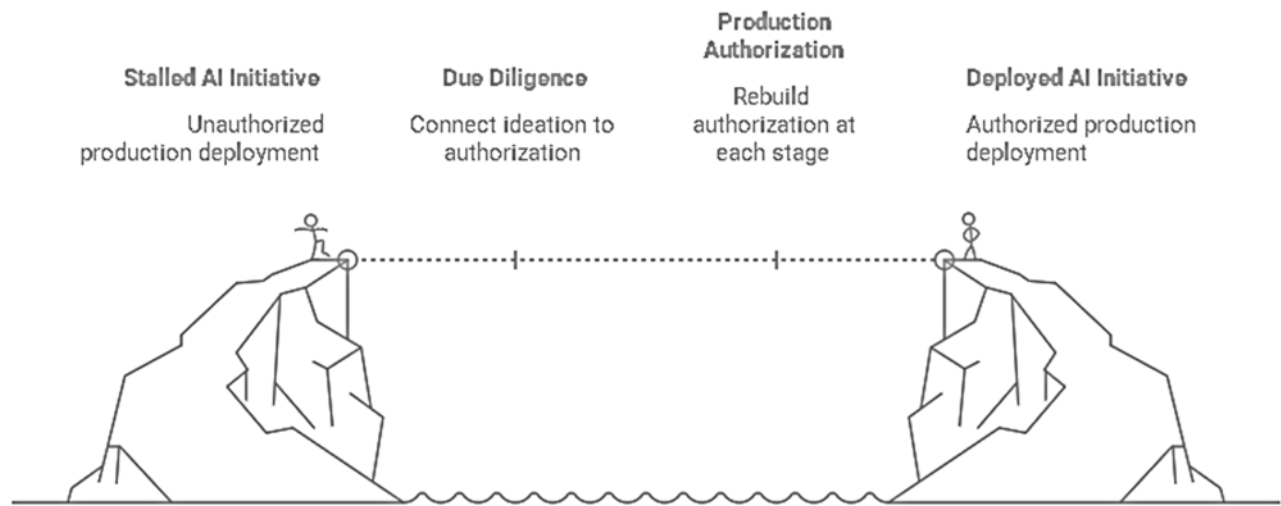 Stalled AI Initiative
Unauthorized
production deployment
Due Diligence
Connect ideation to
authorization
Production
Authorization
Rebuild
authorization at
each stage
Deployed AI Initiative
Authorized production
deployment